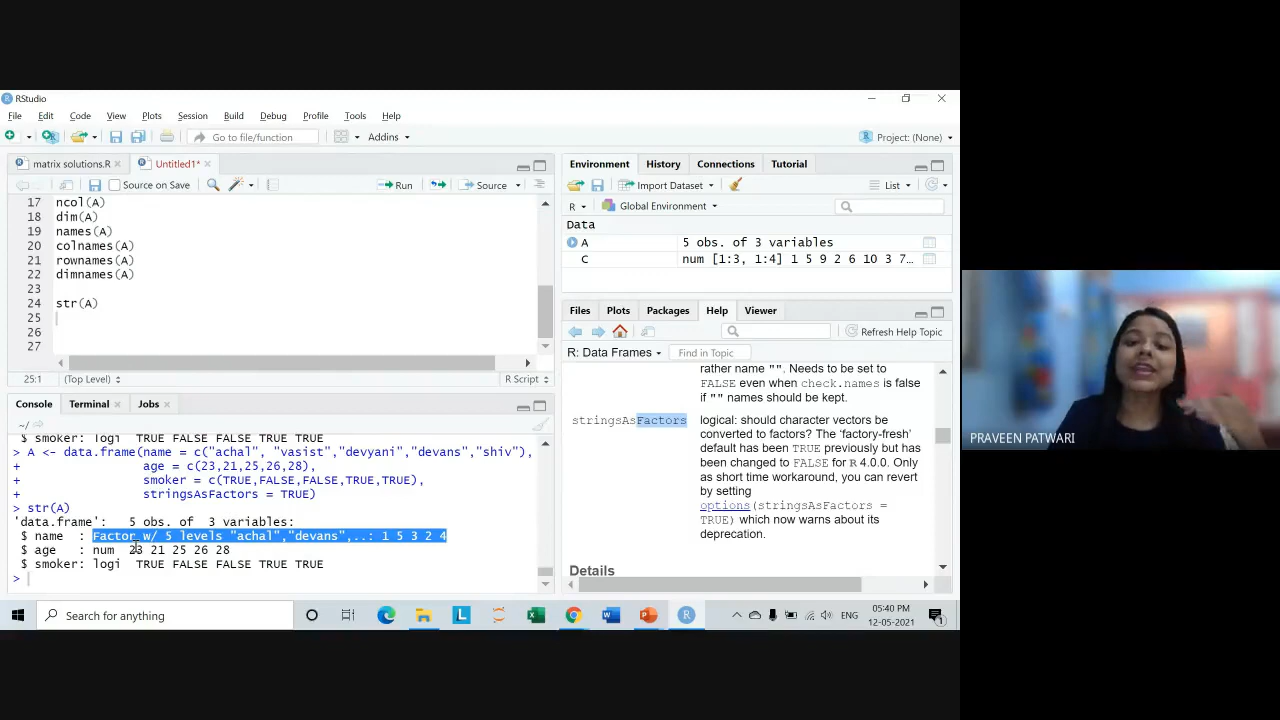 RStudio
File Edit Code View Plots Session Build Debug Profile Tools Help
Go to file/function Addins Project: (None)
matrix solutions.R Untitled1*
Source on Save Run Source
17 ncol(A)
18 dim(A)
19 names(A)
20 colnames(A)
21 rownames(A)
22 dimnames(A)
23
24 str(A)
25
26
27
25:1 (Top Level) R Script
Console Terminal Jobs
~/
$ smoker: logi TRUE FALSE FALSE TRUE TRUE
> A <- data.frame(name = c("achal", "vasist","devyani","devans","shiv"),
+ age = c(23,21,25,26,28),
+ smoker = c(TRUE,FALSE,FALSE,TRUE,TRUE),
+ stringsAsFactors = TRUE)
> str(A)
'data.frame': 5 obs. of 3 variables:
$ name : Factor w/ 5 levels "achal","devans",..: 1 5 3 2 4
$ age : num 23 21 25 26 28
$ smoker: logi TRUE FALSE FALSE TRUE TRUE
>
Environment History Connections Tutorial
Import Dataset List
R Global Environment
Data
A 5 obs. of 3 variables
C num [1:3, 1:4] 1 5 9 2 6 10 3 7…
Files Plots Packages Help Viewer
Refresh Help Topic
R: Data Frames Find in Topic
rather name "". Needs to be set to
FALSE even when check.names is false
if "" names should be kept.
stringsAsFactors logical: should character vectors be
converted to factors? The ‘factory-fresh’
default has been TRUE previously but has
been changed to FALSE for R 4.0.0. Only
as short time workaround, you can revert
by setting
options(stringsAsFactors =
TRUE) which now warns about its
deprecation.
Details
PRAVEEN PATWARI
Search for anything
ENG
05:40 PM
12-05-2021